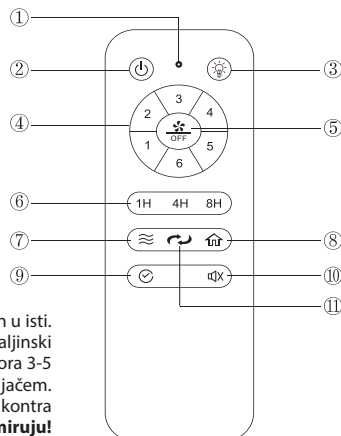 ①
② ③
3
2 4
④ ⑤
OFF
1 5
6
⑥ 1H 4H 8H
⑦ ⑧
⑨ ⑩
⑪
u isti.
aljinski
ora 3-5
jačem.
kontra
miruju!